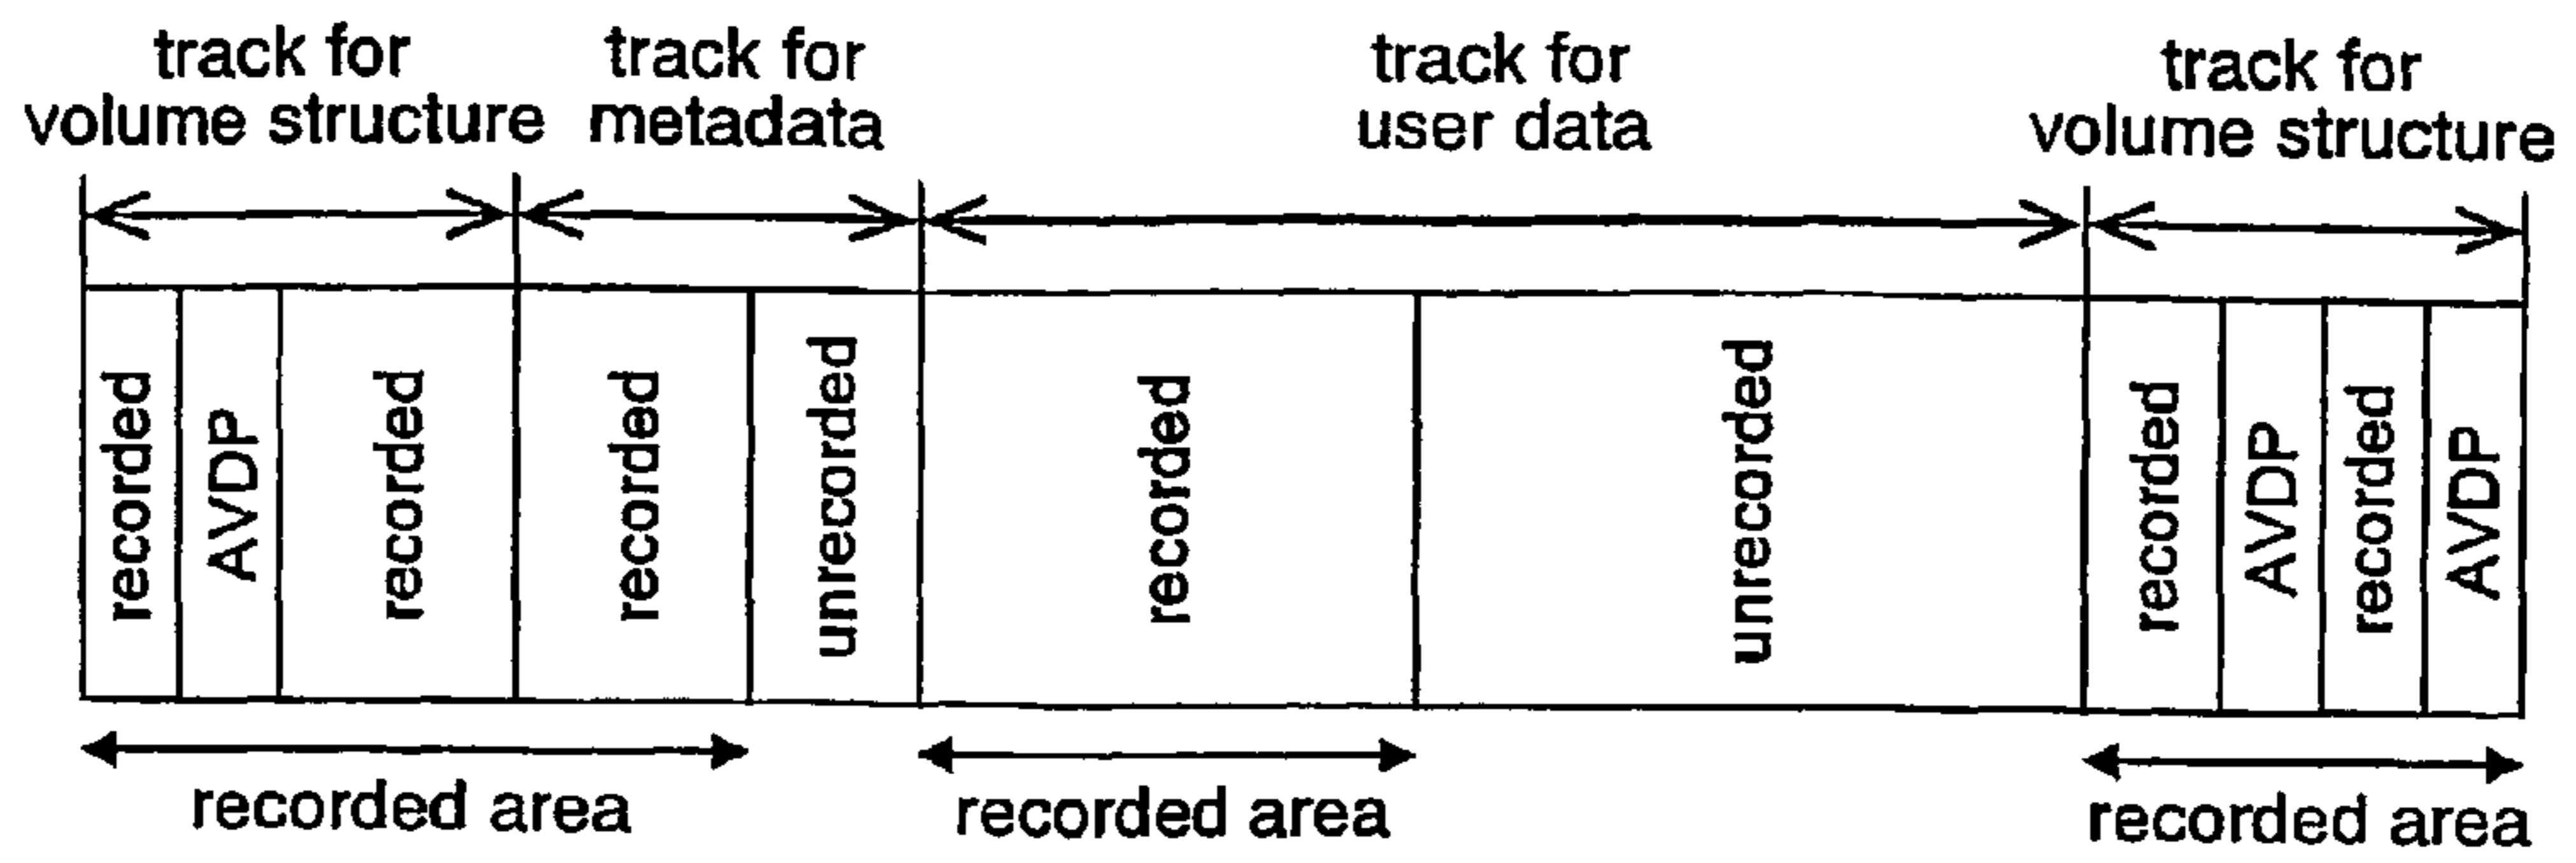 track for
volume structure
track for
metadata
track for
user data
track for
volume structure
recorded
AVDP
recorded
recorded
unrecorded
recorded
unrecorded
recorded
AVDP
recorded
AVDP
recorded area
recorded area
recorded area